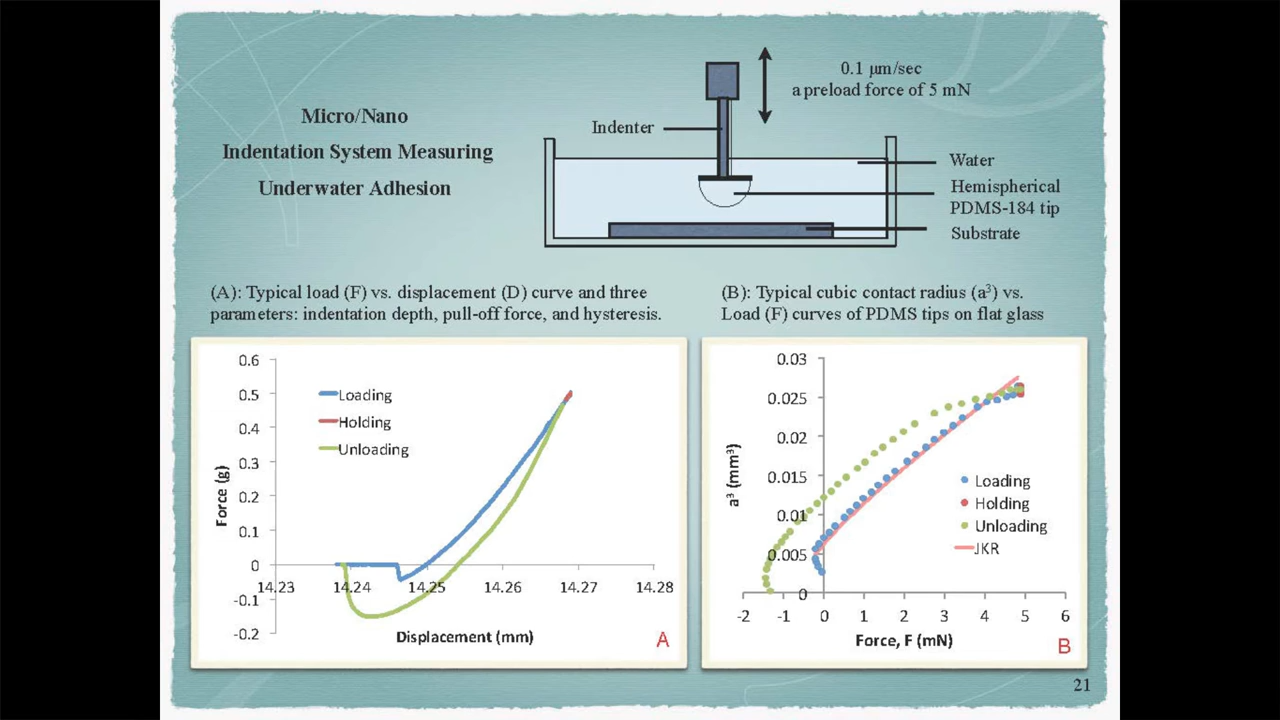 Micro/Nano
Indentation System Measuring
Underwater Adhesion
0.1 μm/sec
a preload force of 5 mN
Indenter
Water
Hemispherical
PDMS-184 tip
Substrate
(A): Typical load (F) vs. displacement (D) curve and three
parameters: indentation depth, pull-off force, and hysteresis.
(B): Typical cubic contact radius (a³) vs.
Load (F) curves of PDMS tips on flat glass
0.6
0.5
0.4
0.3
0.2
0.1
0
-0.1
-0.2
14.23
14.24
14.25
14.26
14.27
14.28
Force (g)
Displacement (mm)
Loading
Holding
Unloading
A
0.03
0.025
0.02
0.015
0.01
0.005
0
-2
-1
0
1
2
3
4
5
6
a³ (mm³)
Force, F (mN)
Loading
Holding
Unloading
JKR
B
21